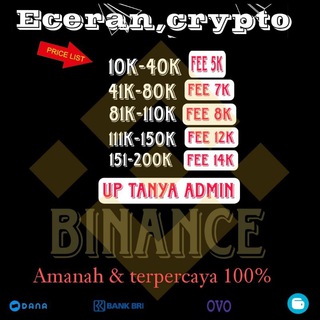 Eceran,crypto
PRICE LIST
10K-40K FEE 5K
41K-80K FEE 7K
81K-110K FEE 8K
111K-150K FEE 12K
151-200K FEE 14K
UP TANYA ADMIN
BINANCE
Amanah & terpercaya 100%
DANA BANK BRI OVO